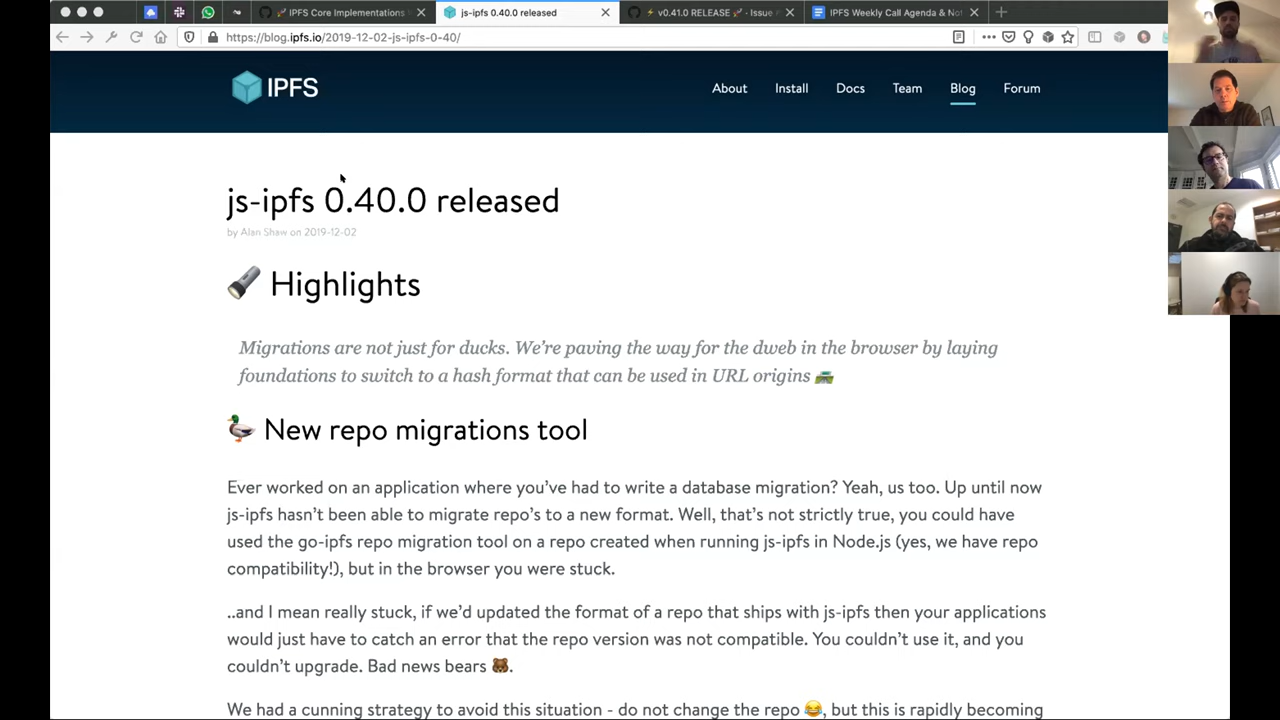 🚀 IPFS Core Implementations
js-ipfs 0.40.0 released
⚡ v0.41.0 RELEASE 🚀 · Issue
IPFS Weekly Call Agenda & Not
https://blog.ipfs.io/2019-12-02-js-ipfs-0-40/
IPFS
About Install Docs Team Blog Forum
js-ipfs 0.40.0 released
by Alan Shaw on 2019-12-02
Highlights
Migrations are not just for ducks. We’re paving the way for the dweb in the browser by laying
foundations to switch to a hash format that can be used in URL origins
New repo migrations tool
Ever worked on an application where you’ve had to write a database migration? Yeah, us too. Up until now
js-ipfs hasn’t been able to migrate repo’s to a new format. Well, that’s not strictly true, you could have
used the go-ipfs repo migration tool on a repo created when running js-ipfs in Node.js (yes, we have repo
compatibility!), but in the browser you were stuck.
..and I mean really stuck, if we’d updated the format of a repo that ships with js-ipfs then your applications
would just have to catch an error that the repo version was not compatible. You couldn’t use it, and you
couldn’t upgrade. Bad news bears 🐻.
We had a cunning strategy to avoid this situation - do not change the repo 😂, but this is rapidly becoming